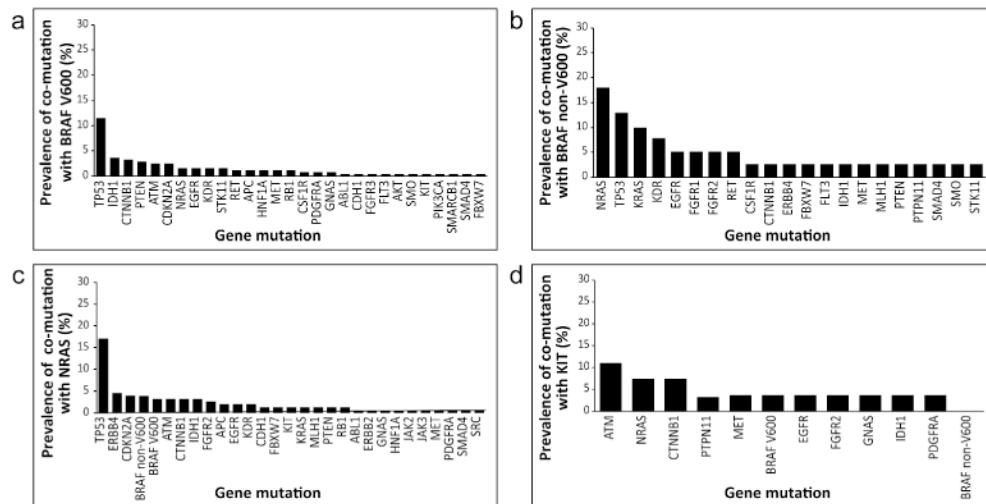 a
Prevalence of co-mutation
with BRAF V600 (%)
30
25
20
15
10
5
0
TP53
IDH1
CTNNB1
PTEN
ATM
CDKN2A
NRAS
EGFR
KDR
STK11
RET
APC
HNF1A
MET
RB1
CSF1R
PDGFRA
GNAS
ABL1
CDH1
FGFR3
FLT3
AKT
SMO
KIT
PIK3CA
SMARCB1
SMAD4
FBXW7
Gene mutation
b
Prevalence of co-mutation
with BRAF non-V600 (%)
30
25
20
15
10
5
0
NRAS
TP53
KRAS
KDR
EGFR
FGFR1
FGFR2
RET
CSF1R
CTNNB1
ERBB4
FBXW7
FLT3
IDH1
MET
MLH1
PTEN
PTPN11
SMAD4
SMO
STK11
Gene mutation
c
Prevalence of co-mutation
with NRAS (%)
30
25
20
15
10
5
0
TP53
ERBB4
CDKN2A
BRAF non-V600
BRAF V600
ATM
CTNNB1
IDH1
FGFR2
APC
EGFR
KDR
CDH1
FBXW7
KIT
KRAS
MLH1
PTEN
RB1
ABL1
ERBB2
GNAS
HNF1A
JAK2
JAK3
MET
PDGFRA
SMAD4
SRC
Gene mutation
d
Prevalence of co-mutation
with KIT (%)
30
25
20
15
10
5
0
ATM
NRAS
CTNNB1
PTPN11
MET
BRAF V600
EGFR
FGFR2
GNAS
IDH1
PDGFRA
BRAF non-V600
Gene mutation